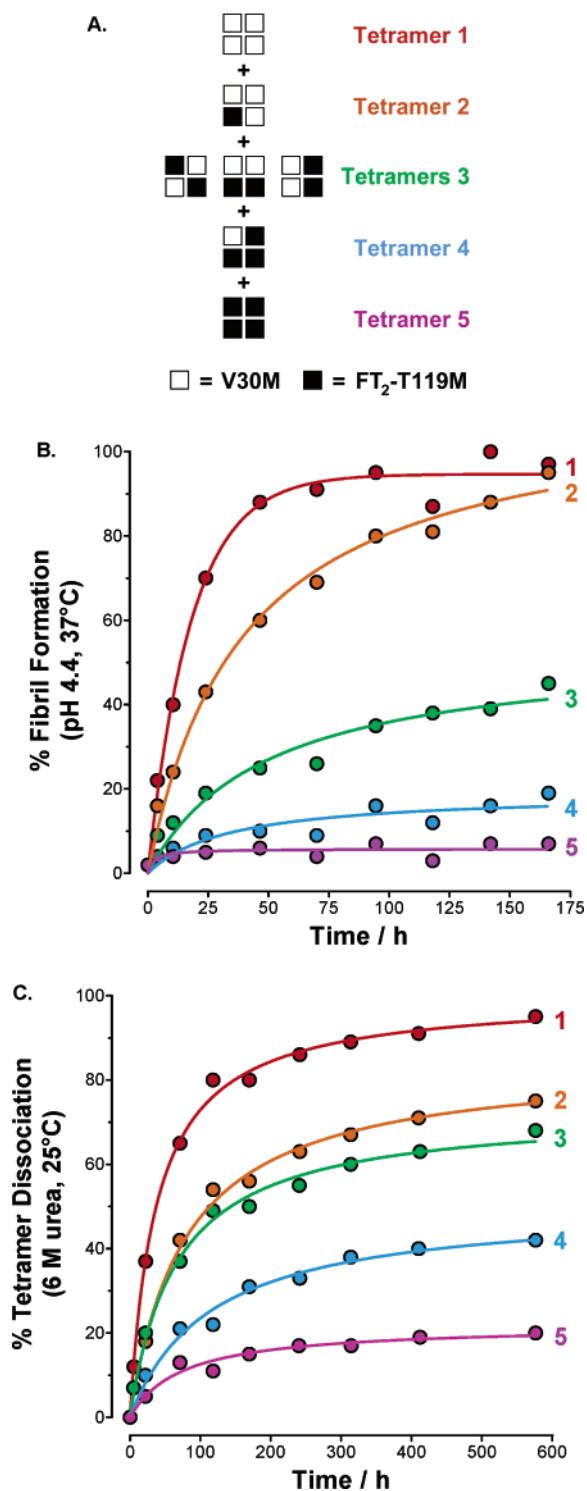 A.
Tetramer 1
+
Tetramer 2
+
Tetramers 3
+
Tetramer 4
+
Tetramer 5
= V30M = FT₂-T119M
B.
% Fibril Formation
(pH 4.4, 37°C)
100
80
60
40
20
0
1
2
3
4
5
0 25 50 75 100 125 150 175
Time / h
C.
% Tetramer Dissociation
(6 M urea, 25°C)
100
80
60
40
20
0
1
2
3
4
5
0 100 200 300 400 500 600
Time / h